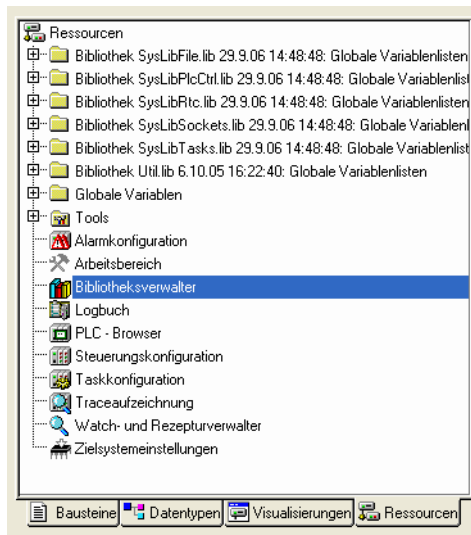 Ressourcen
Bibliothek SysLibFile.lib 29.9.06 14:48:48: Globale Variablenlisten
Bibliothek SysLibPlcCtrl.lib 29.9.06 14:48:48: Globale Variablenlist
Bibliothek SysLibRtc.lib 29.9.06 14:48:48: Globale Variablenlisten
Bibliothek SysLibSockets.lib 29.9.06 14:48:48: Globale Variablenl
Bibliothek SysLibTasks.lib 29.9.06 14:48:48: Globale Variablenlist
Bibliothek Util.lib 6.10.05 16:22:40: Globale Variablenlisten
Globale Variablen
Tools
Alarmkonfiguration
Arbeitsbereich
Bibliotheksverwalter
Logbuch
PLC - Browser
Steuerungskonfiguration
Taskkonfiguration
Traceaufzeichnung
Watch- und Rezepturverwalter
Zielsystemeinstellungen
Bausteine Datentypen Visualisierungen Ressourcen